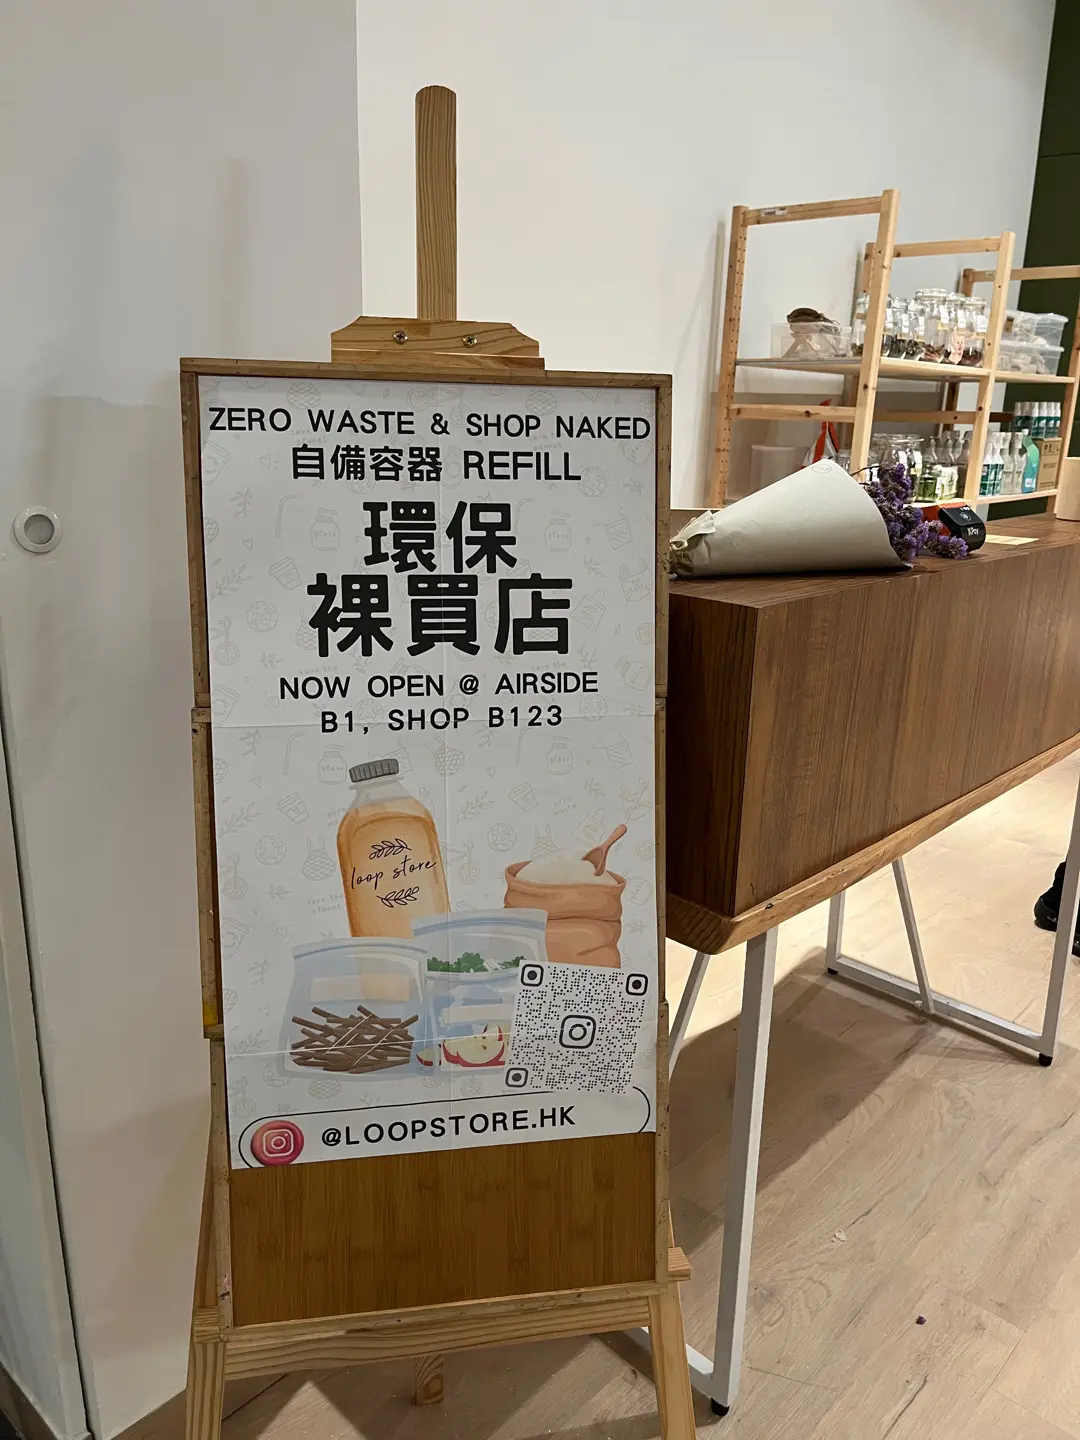 ZERO WASTE & SHOP NAKED
自備容器 REFILL
環保
裸買店
NOW OPEN @ AIRSIDE
B1, SHOP B123
loop store
@LOOPSTORE.HK